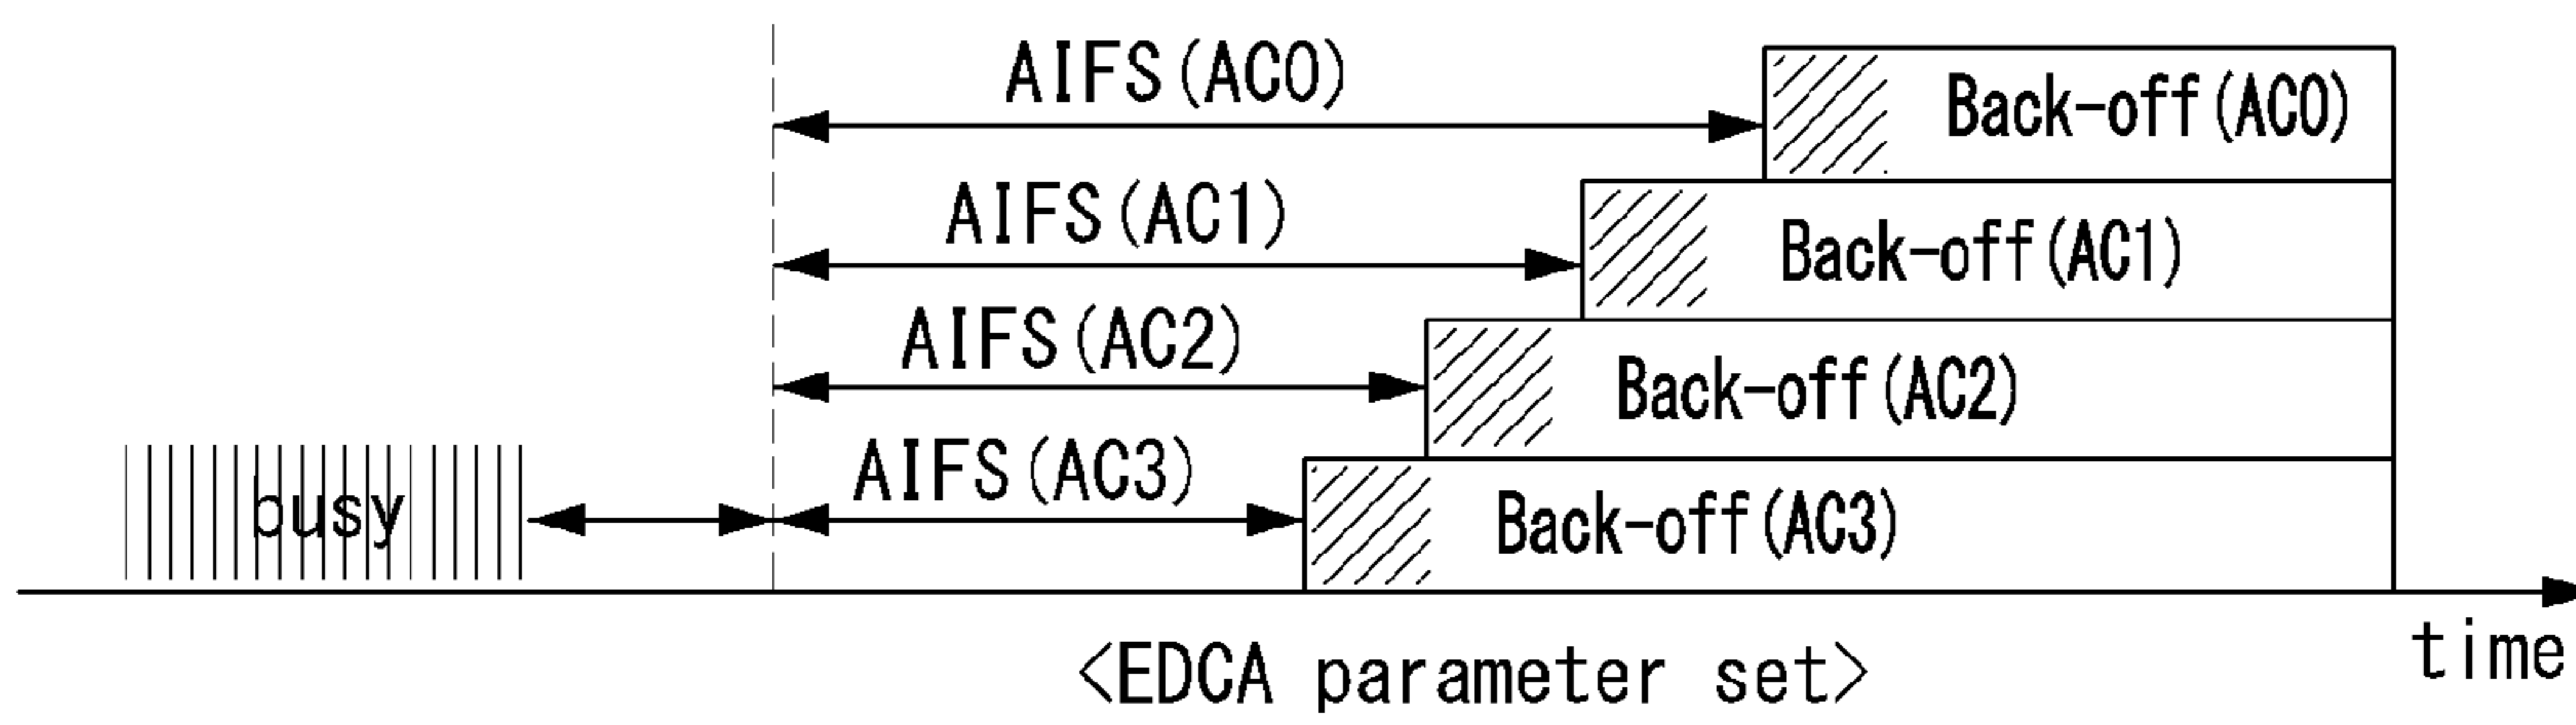 AIFS(AC0)
Back-off(AC0)
AIFS(AC1)
Back-off(AC1)
AIFS(AC2)
Back-off(AC2)
busy
AIFS(AC3)
Back-off(AC3)
time
<EDCA parameter set>